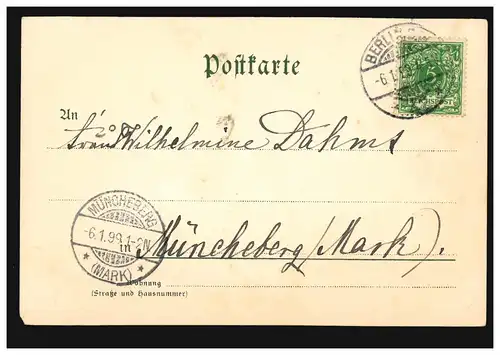 Postkarte
BERLIN
-6.1.99
5
REICHSPOST
An
Frau Wilhelmine Dahms
MÜNCHEBERG
-6.1.99.1-2N
(MARK)
in Müncheberg (Mark).
Wohnung
(Straße und Hausnummer)